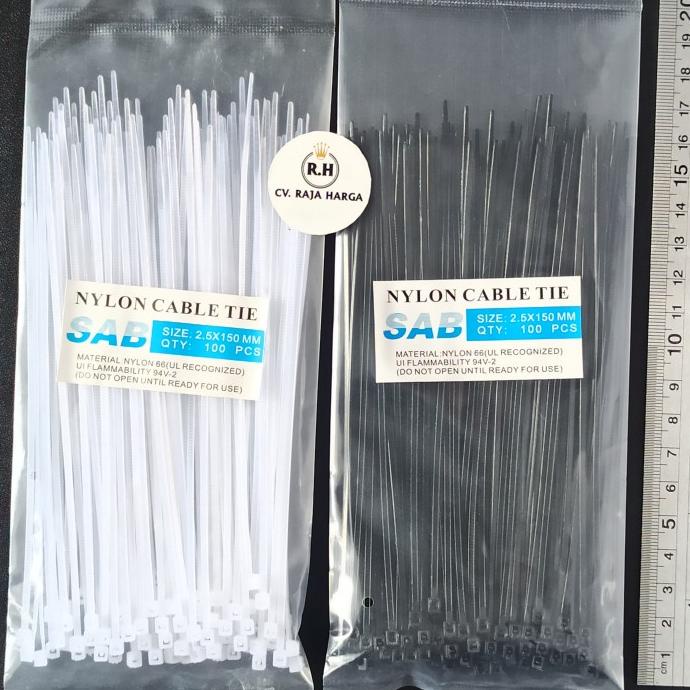 R.H
CV. RAJA HARGA
NYLON CABLE TIE
SAB
SIZE: 2.5X150 MM
QTY: 100 PCS
MATERIAL: NYLON 66(UL RECOGNIZED)
UI FLAMMABILITY 94V-2
(DO NOT OPEN UNTIL READY FOR USE)
NYLON CABLE TIE
SAB
SIZE: 2.5X150 MM
QTY: 100 PCS
MATERIAL:NYLON 66(UL RECOGNIZED)
UI FLAMMABILITY 94V-2
(DO NOT OPEN UNTIL READY FOR USE)
20
19
18
17
16
15
14
13
12
11
10
9
8
7
6
5
4
3
2
1
cm